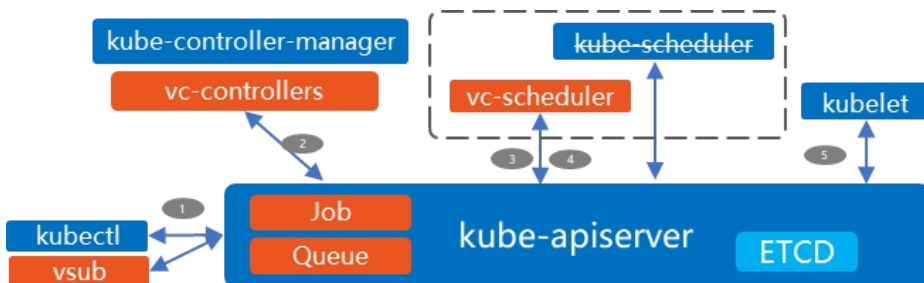 kube-controller-manager
vc-controllers
kube-scheduler
vc-scheduler
kubelet
2
3
4
5
1
kubectl
vsub
Job
Queue
kube-apiserver
ETCD